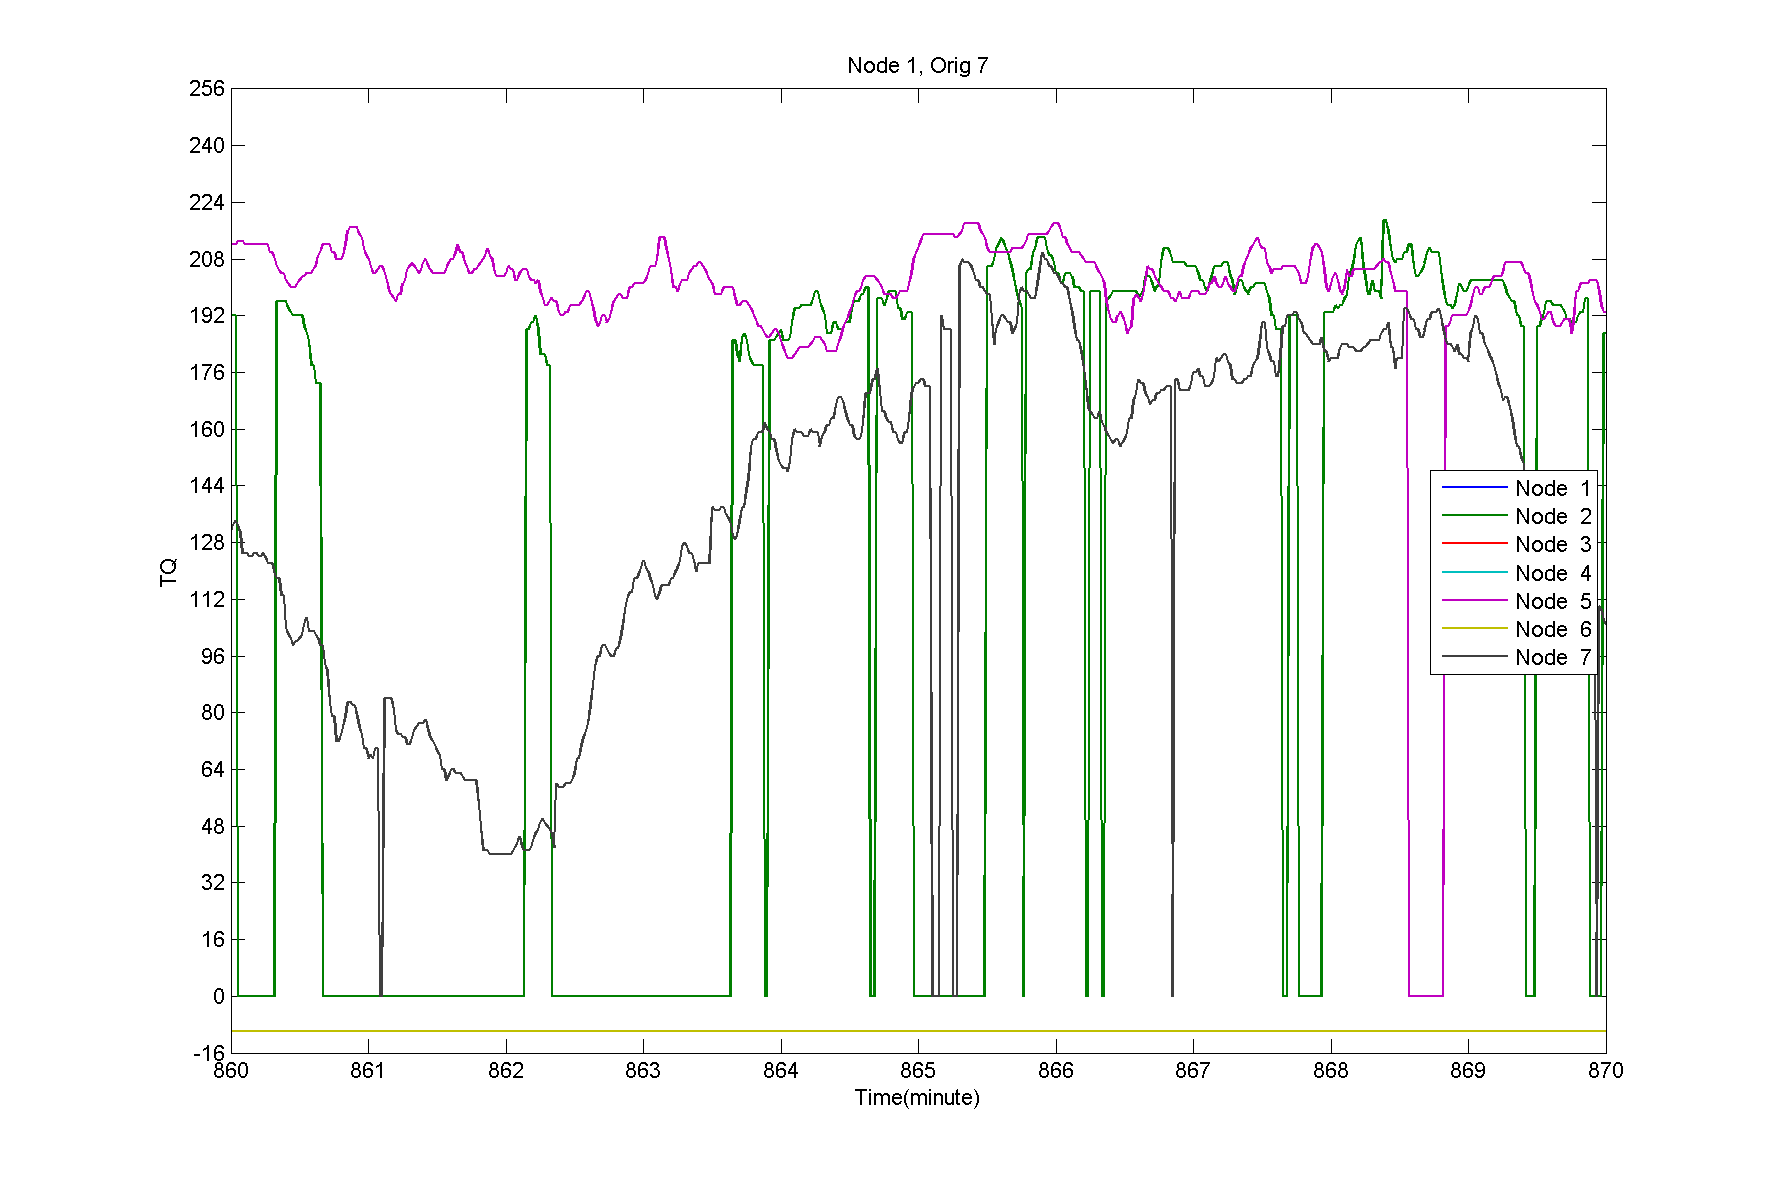 Node 1, Orig 7
256
240
224
208
192
176
160
144
128
112
96
80
64
48
32
16
0
-16
TQ
860 861 862 863 864 865 866 867 868 869 870
Time(minute)
Node 1
Node 2
Node 3
Node 4
Node 5
Node 6
Node 7